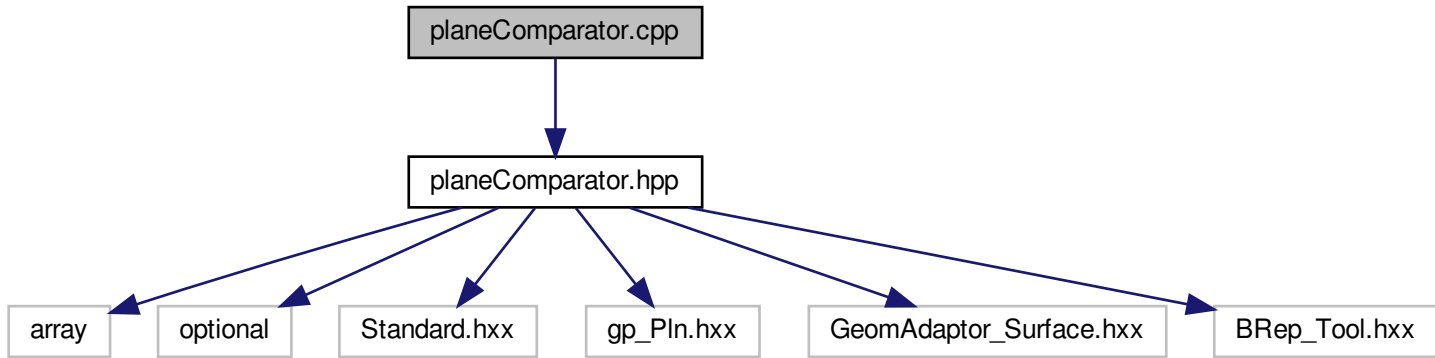 planeComparator.cpp
planeComparator.hpp
array
optional
Standard.hxx
gp_Pln.hxx
GeomAdaptor_Surface.hxx
BRep_Tool.hxx